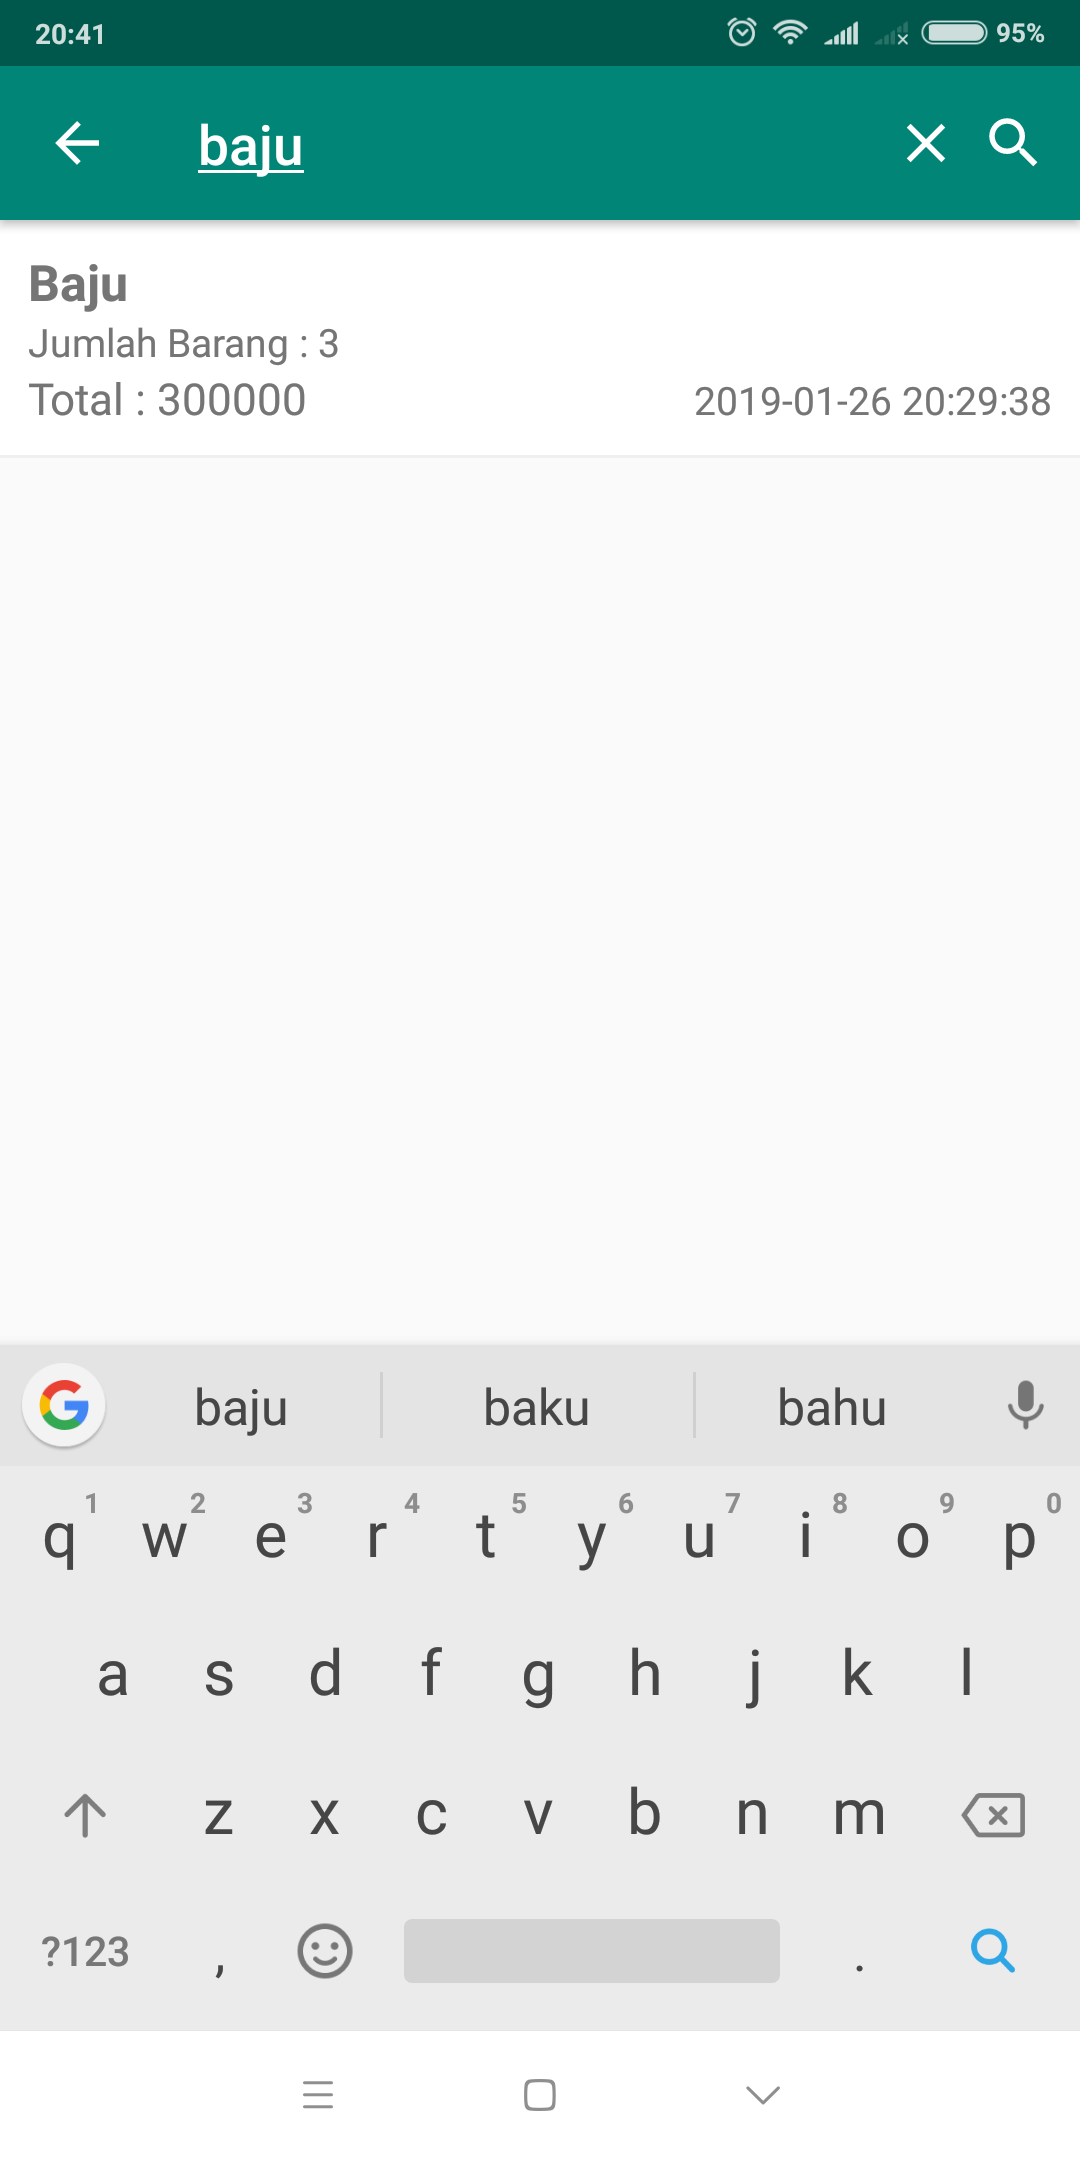 20:41 95%
baju
Baju
Jumlah Barang : 3
Total : 300000 2019-01-26 20:29:38
baju baku bahu
1 2 3 4 5 6 7 8 9 0
q w e r t y u i o p
a s d f g h j k l
z x c v b n m
?123 , .